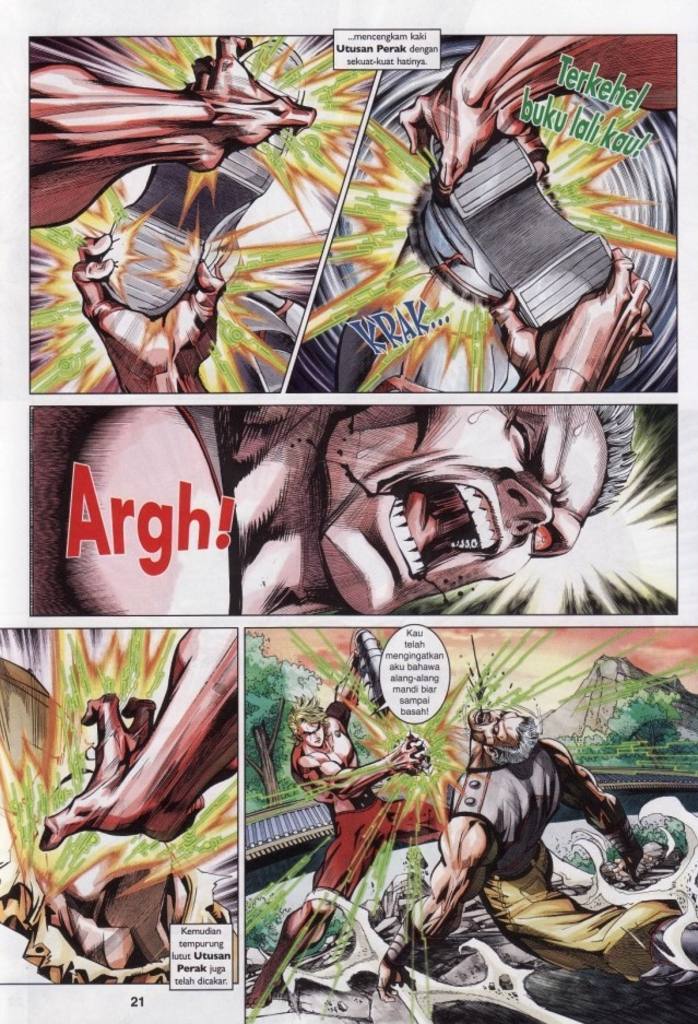 ...mencengkam kaki
Utusan Perak dengan
sekuat-kuat hatinya.
Terkehel
buku lali kau!
KRAK...
Argh!
Kau
telah
mengingatkan
aku bahawa
alang-alang
mandi biar
sampai
basah!
Kemudian
tempurung
lutut Utusan
Perak juga
telah dicakar.
21